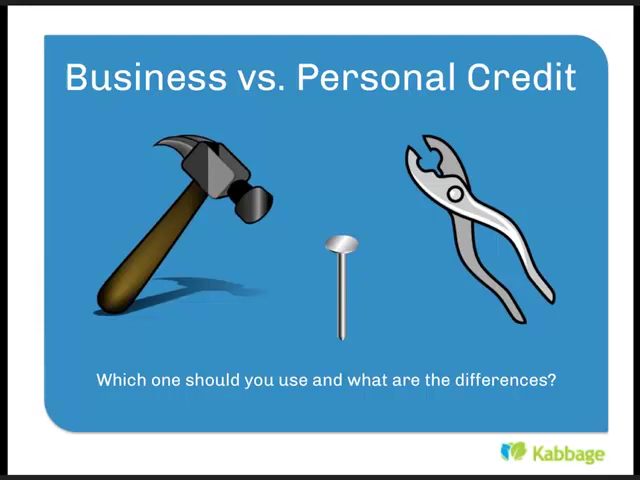 Business vs. Personal Credit
Which one should you use and what are the differences?
Kabbage